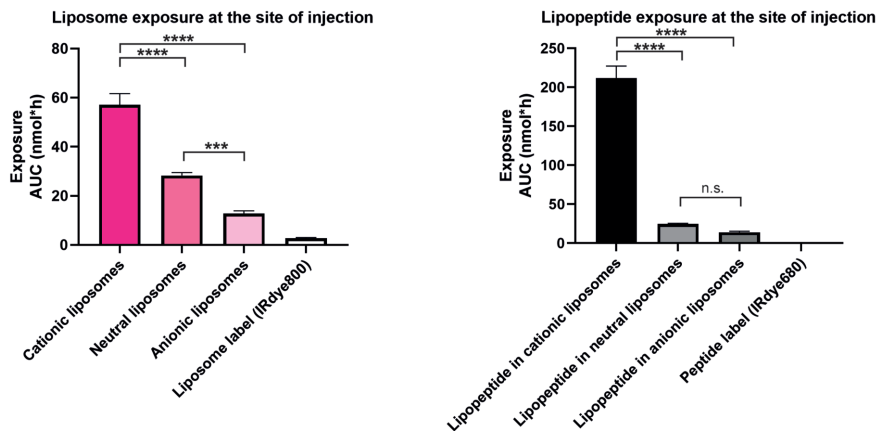 Liposome exposure at the site of injection
Exposure
AUC (nmol*h)
80
60
40
20
0
****
****
***
Cationic liposomes
Neutral liposomes
Anionic liposomes
Liposome label (IRdye800)
Lipopeptide exposure at the site of injection
Exposure
AUC (nmol*h)
250
200
150
100
50
0
****
****
n.s.
Lipopeptide in cationic liposomes
Lipopeptide in neutral liposomes
Lipopeptide in anionic liposomes
Peptide label (IRdye680)